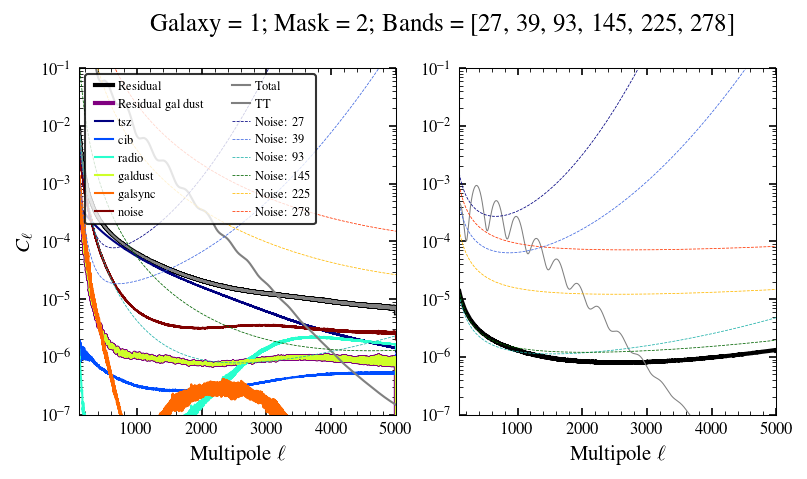 Galaxy = 1; Mask = 2; Bands = [27, 39, 93, 145, 225, 278]
10⁻¹
10⁻²
10⁻³
10⁻⁴
10⁻⁵
10⁻⁶
10⁻⁷
C_ℓ
Residual
Residual gal dust
tsz
cib
radio
galdust
galsync
noise
Total
TT
Noise: 27
Noise: 39
Noise: 93
Noise: 145
Noise: 225
Noise: 278
1000 2000 3000 4000 5000
Multipole ℓ
10⁻¹
10⁻²
10⁻³
10⁻⁴
10⁻⁵
10⁻⁶
10⁻⁷
1000 2000 3000 4000 5000
Multipole ℓ